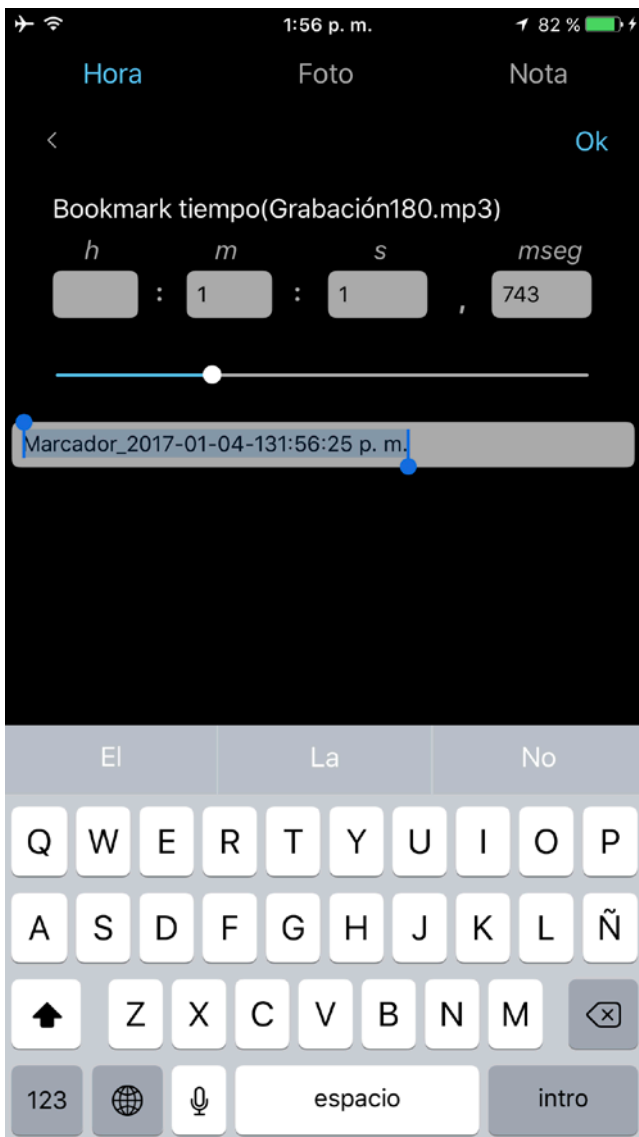 1:56 p. m. 82 %
Hora Foto Nota
< Ok
Bookmark tiempo(Grabación180.mp3)
h m s mseg
: 1 : 1 , 743
Marcador_2017-01-04-131:56:25 p. m.
El La No
Q W E R T Y U I O P
A S D F G H J K L Ñ
Z X C V B N M
123 espacio intro